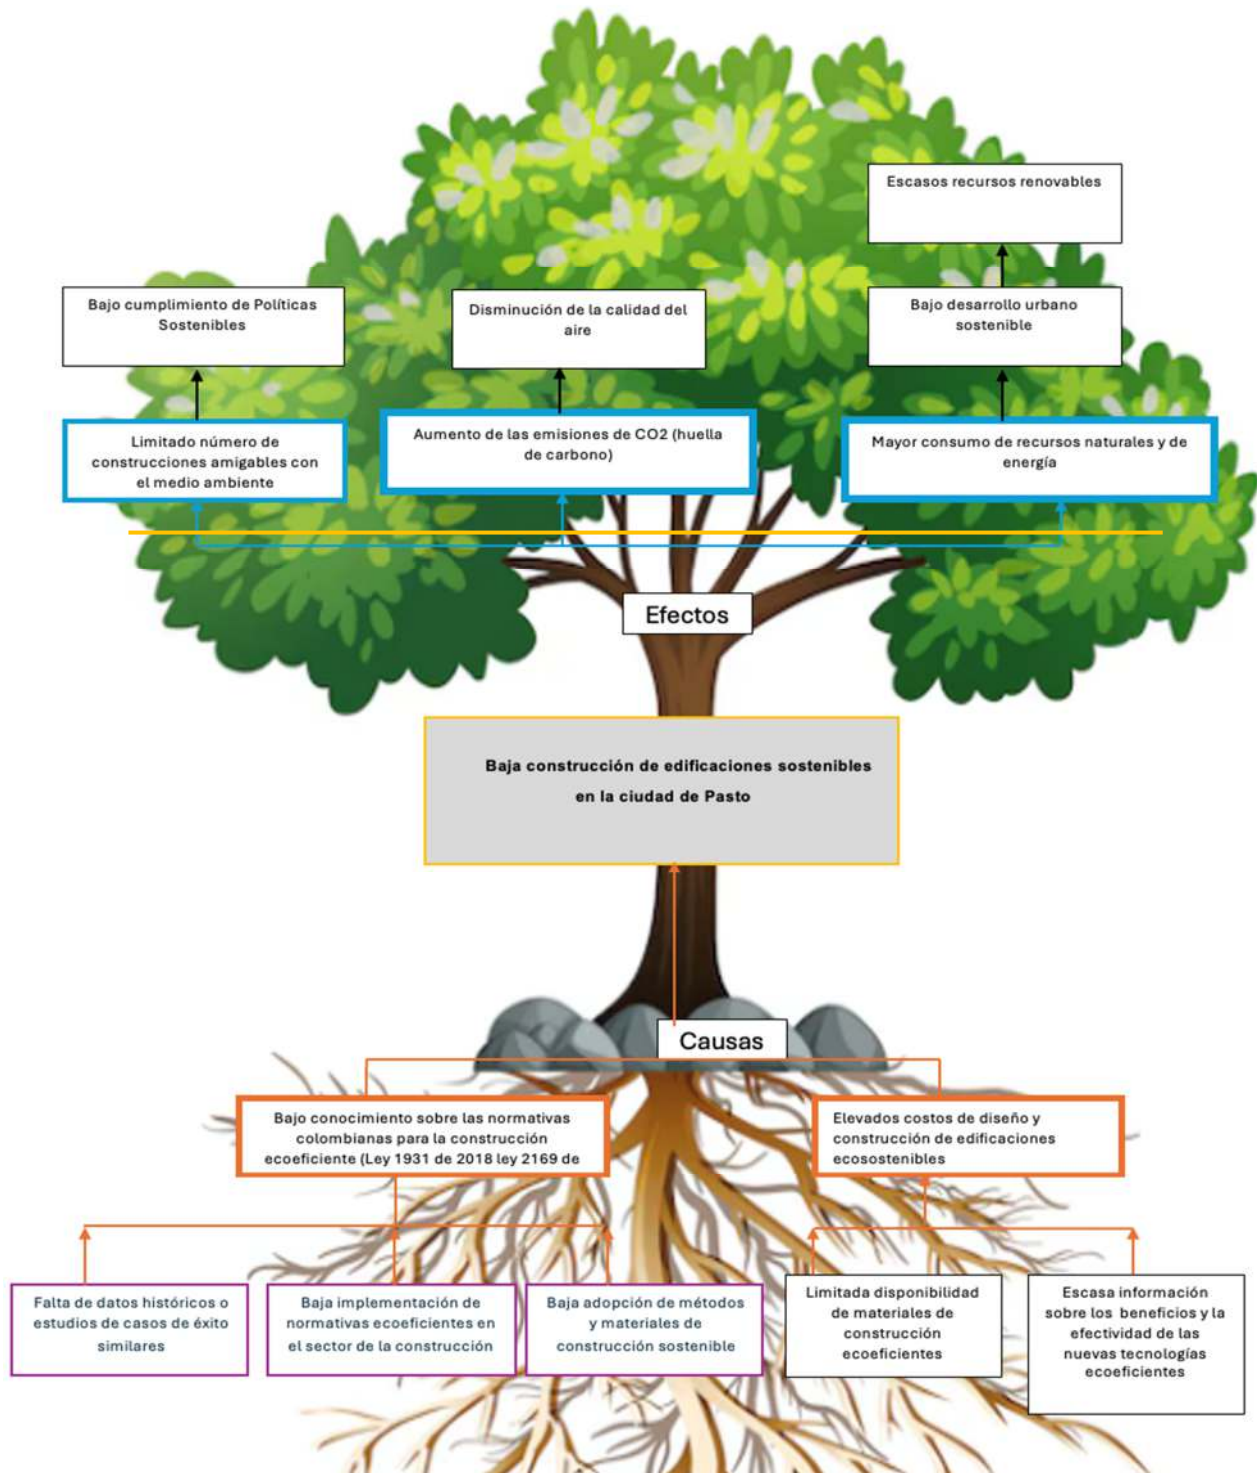 Escasos recursos renovables
Bajo cumplimiento de Políticas
Sostenibles
Disminución de la calidad del
aire
Bajo desarrollo urbano
sostenible
Limitado número de
construcciones amigables con
el medio ambiente
Aumento de las emisiones de CO2 (huella
de carbono)
Mayor consumo de recursos naturales y de
energía
Efectos
Baja construcción de edificaciones sostenibles
en la ciudad de Pasto
Causas
Bajo conocimiento sobre las normativas
colombianas para la construcción
ecoeficiente (Ley 1931 de 2018 ley 2169 de
Elevados costos de diseño y
construcción de edificaciones
ecosostenibles
Falta de datos históricos o
estudios de casos de éxito
similares
Baja implementación de
normativas ecoeficientes en
el sector de la construcción
Baja adopción de métodos
y materiales de
construcción sostenible
Limitada disponibilidad
de materiales de
construcción
ecoeficientes
Escasa información
sobre los beneficios y la
efectividad de las
nuevas tecnologías
ecoeficientes